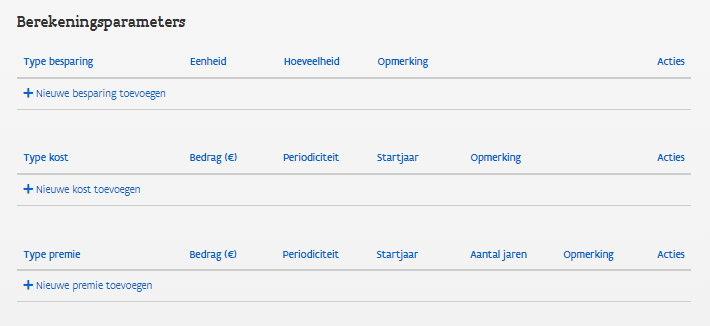 Berekeningsparameters
Type besparing Eenheid Hoeveelheid Opmerking Acties
+ Nieuwe besparing toevoegen
Type kost Bedrag (€) Periodiciteit Startjaar Opmerking Acties
+ Nieuwe kost toevoegen
Type premie Bedrag (€) Periodiciteit Startjaar Aantal jaren Opmerking Acties
+ Nieuwe premie toevoegen